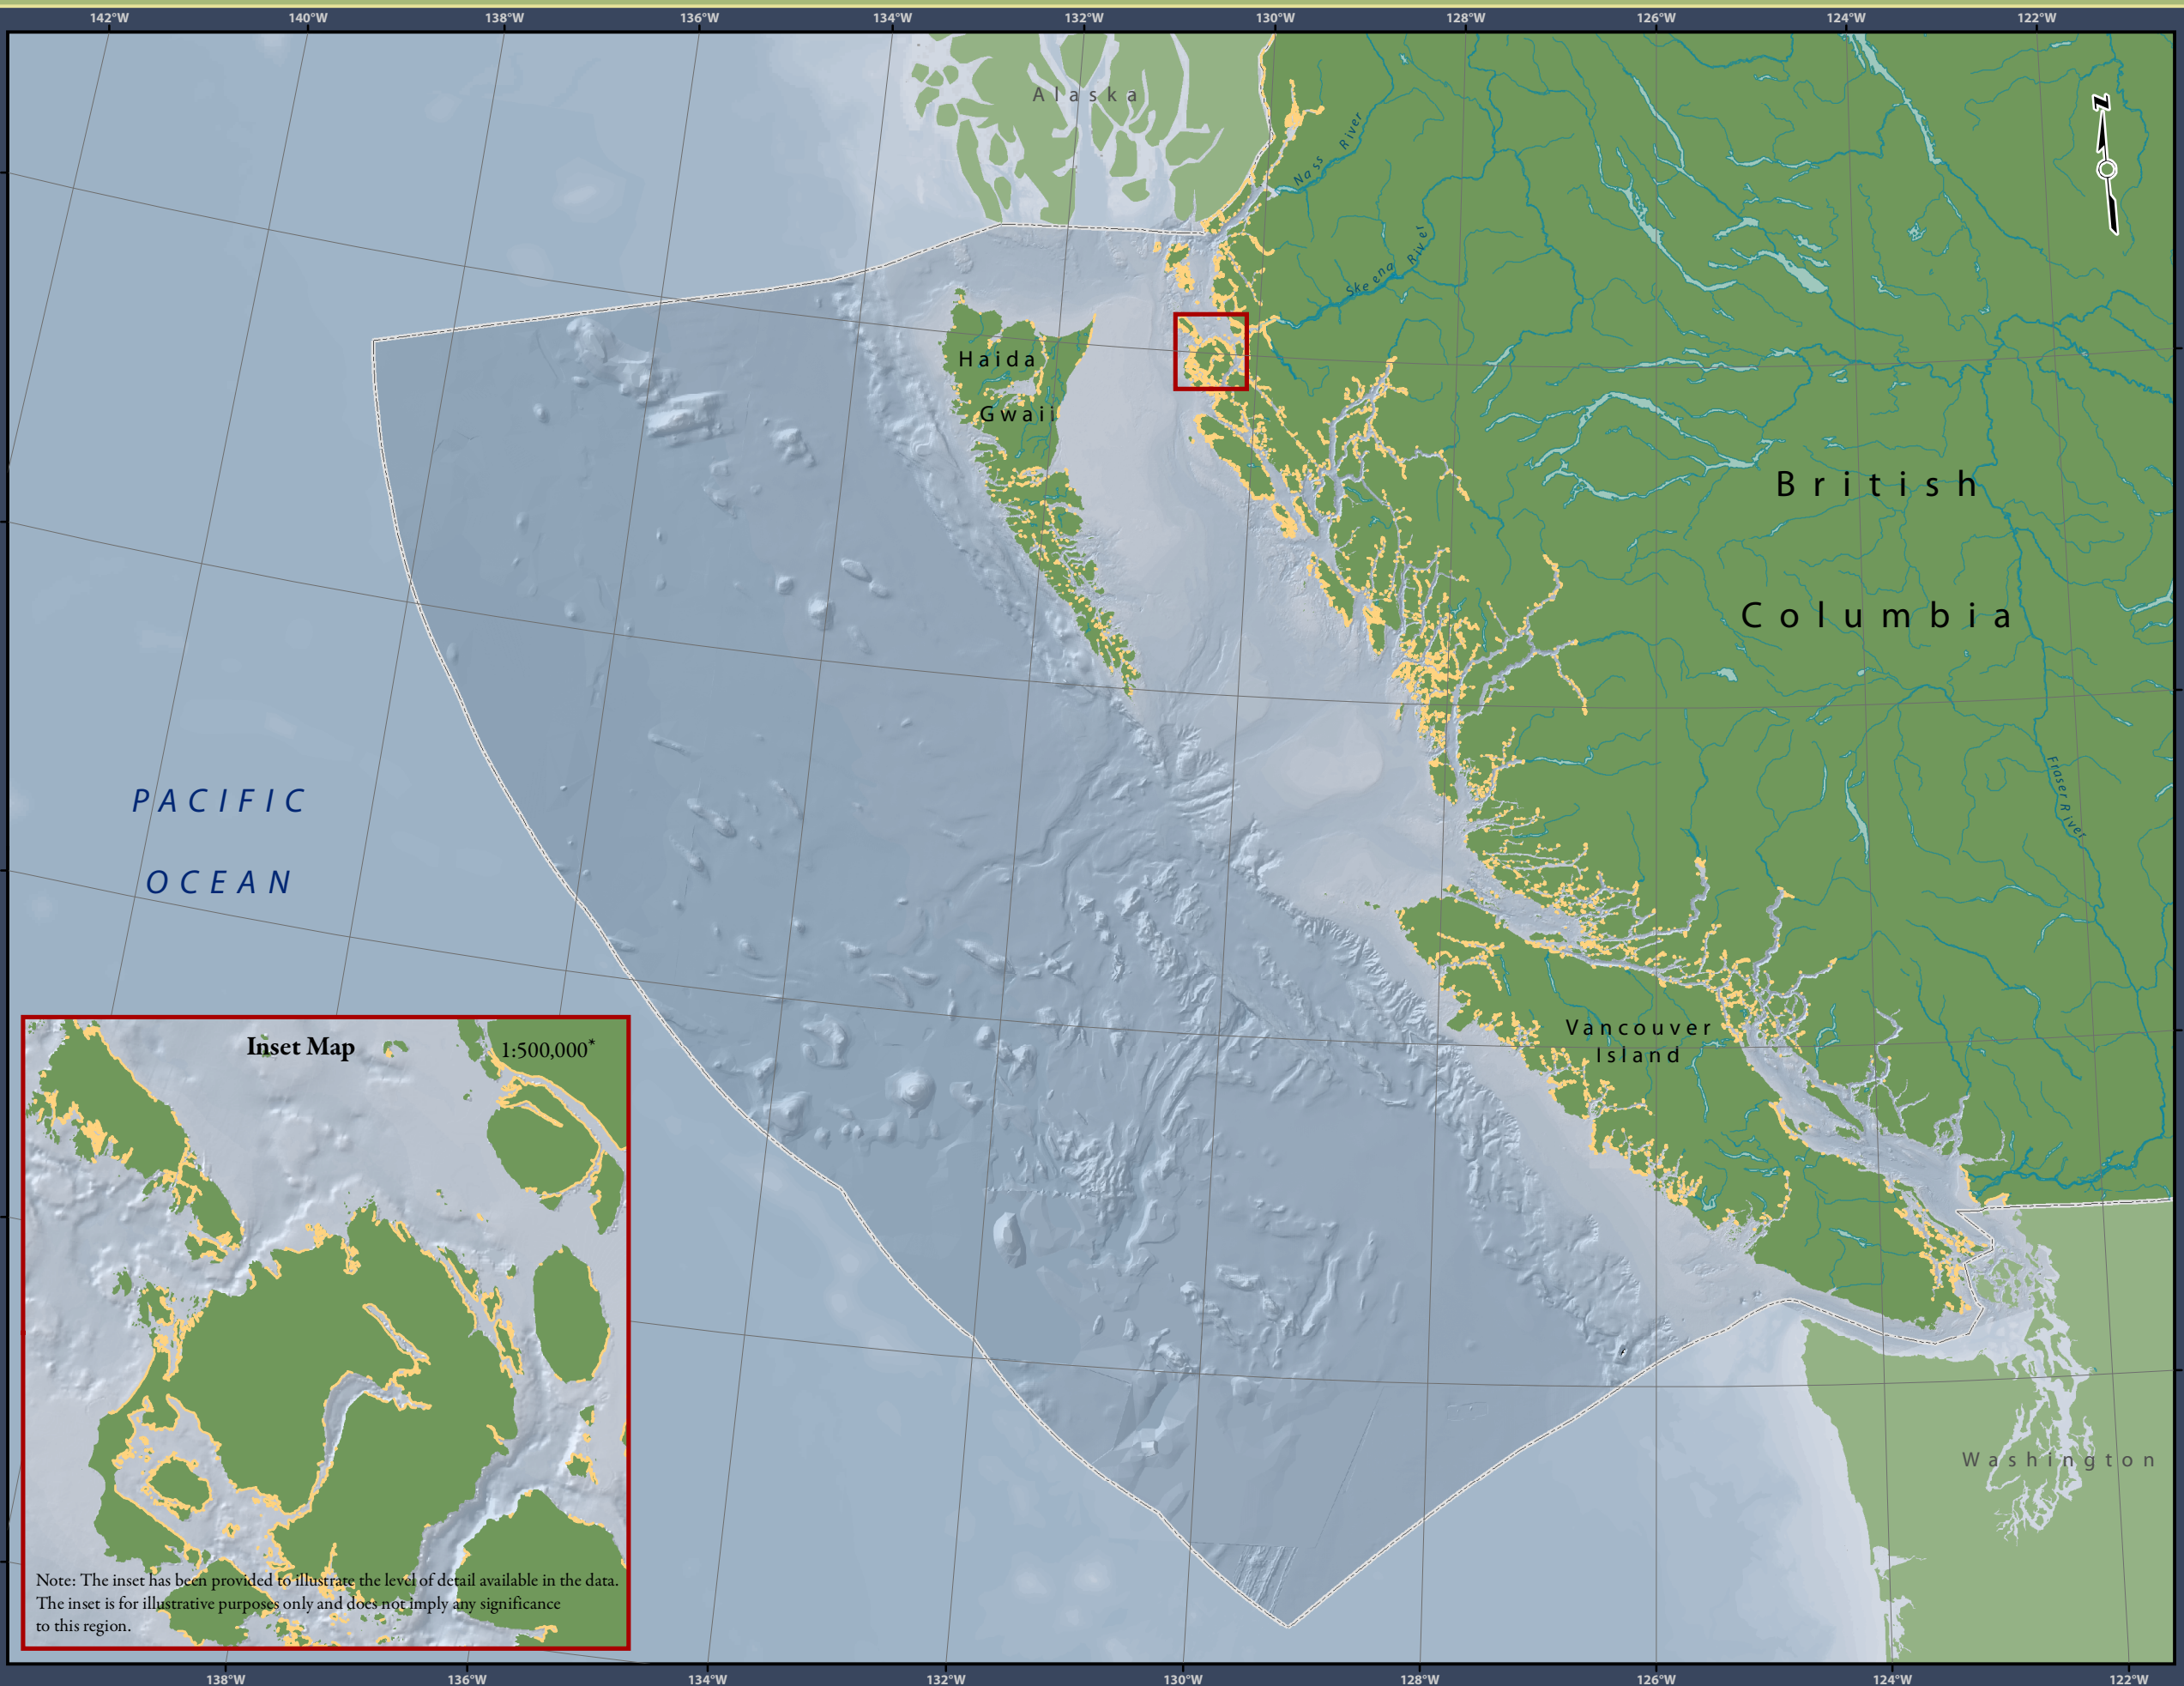 142°W 140°W 138°W 136°W 134°W 132°W 130°W 128°W 126°W 124°W 122°W
Alaska
N
Nass River
Skeena River
Haida
Gwaii
British
Columbia
PACIFIC
OCEAN
Fraser River
Vancouver
Island
Inset Map
1:500,000*
Washington
Note: The inset has been provided to illustrate the level of detail available in the data.
The inset is for illustrative purposes only and does not imply any significance
to this region.
138°W 136°W 134°W 132°W 130°W 128°W 126°W 124°W 122°W